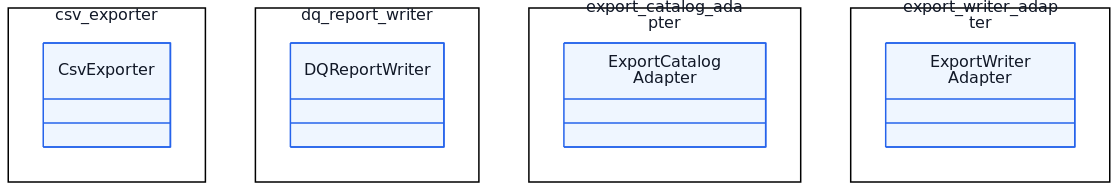 csv_exporter
CsvExporter
dq_report_writer
DQReportWriter
export_catalog_ada
pter
ExportCatalog
Adapter
export_writer_adap
ter
ExportWriter
Adapter